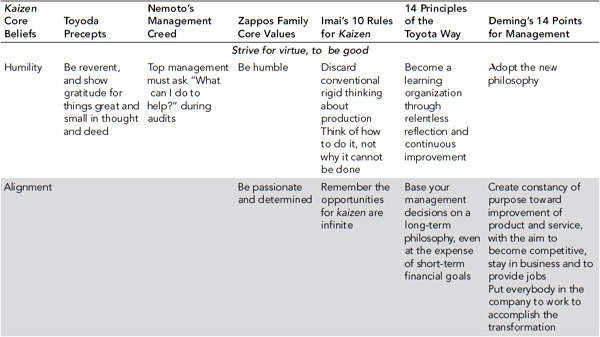 Kaizen Core Beliefs
Toyoda Precepts
Nemoto's Management Creed
Zappos Family Core Values
Imai's 10 Rules for Kaizen
14 Principles of the Toyota Way
Deming's 14 Points for Management
Strive for virtue, to be good
Humility
Be reverent, and show gratitude for things great and small in thought and deed
Top management must ask "What can I do to help?" during audits
Be humble
Discard conventional rigid thinking about production
Think of how to do it, not why it cannot be done
Become a learning organization through relentless reflection and continuous improvement
Adopt the new philosophy
Alignment
Be passionate and determined
Remember the opportunities for kaizen are infinite
Base your management decisions on a long-term philosophy, even at the expense of short-term financial goals
Create constancy of purpose toward improvement of product and service, with the aim to become competitive, stay in business and to provide jobs
Put everybody in the company to work to accomplish the transformation